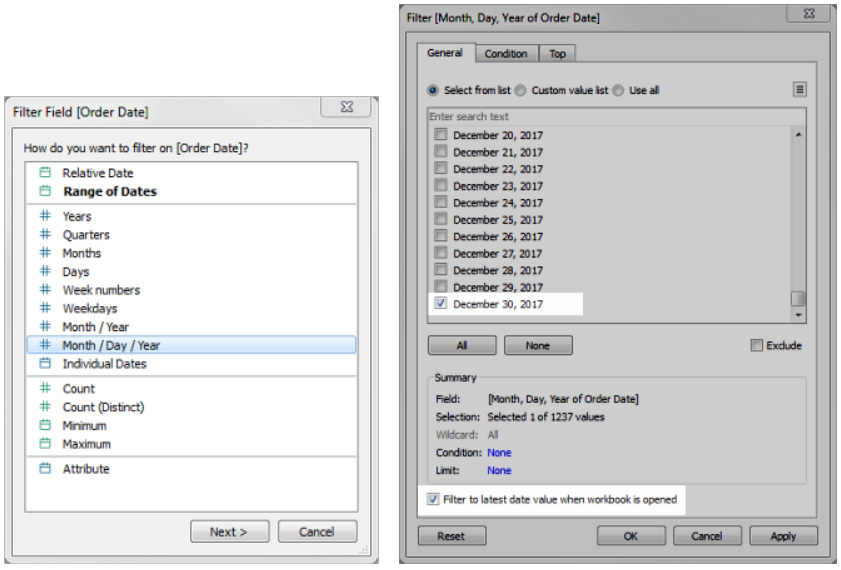 Filter Field [Order Date]
How do you want to filter on [Order Date]?
Relative Date
Range of Dates
Years
Quarters
Months
Days
Week numbers
Weekdays
Month / Year
Month / Day / Year
Individual Dates
Count
Count (Distinct)
Minimum
Maximum
Attribute
Next > Cancel
Filter [Month, Day, Year of Order Date]
General Condition Top
Select from list Custom value list Use all
Enter search text
December 20, 2017
December 21, 2017
December 22, 2017
December 23, 2017
December 24, 2017
December 25, 2017
December 26, 2017
December 27, 2017
December 28, 2017
December 29, 2017
December 30, 2017
All None Exclude
Summary
Field: [Month, Day, Year of Order Date]
Selection: Selected 1 of 1237 values
Wildcard: All
Condition: None
Limit: None
Filter to latest date value when workbook is opened
Reset OK Cancel Apply